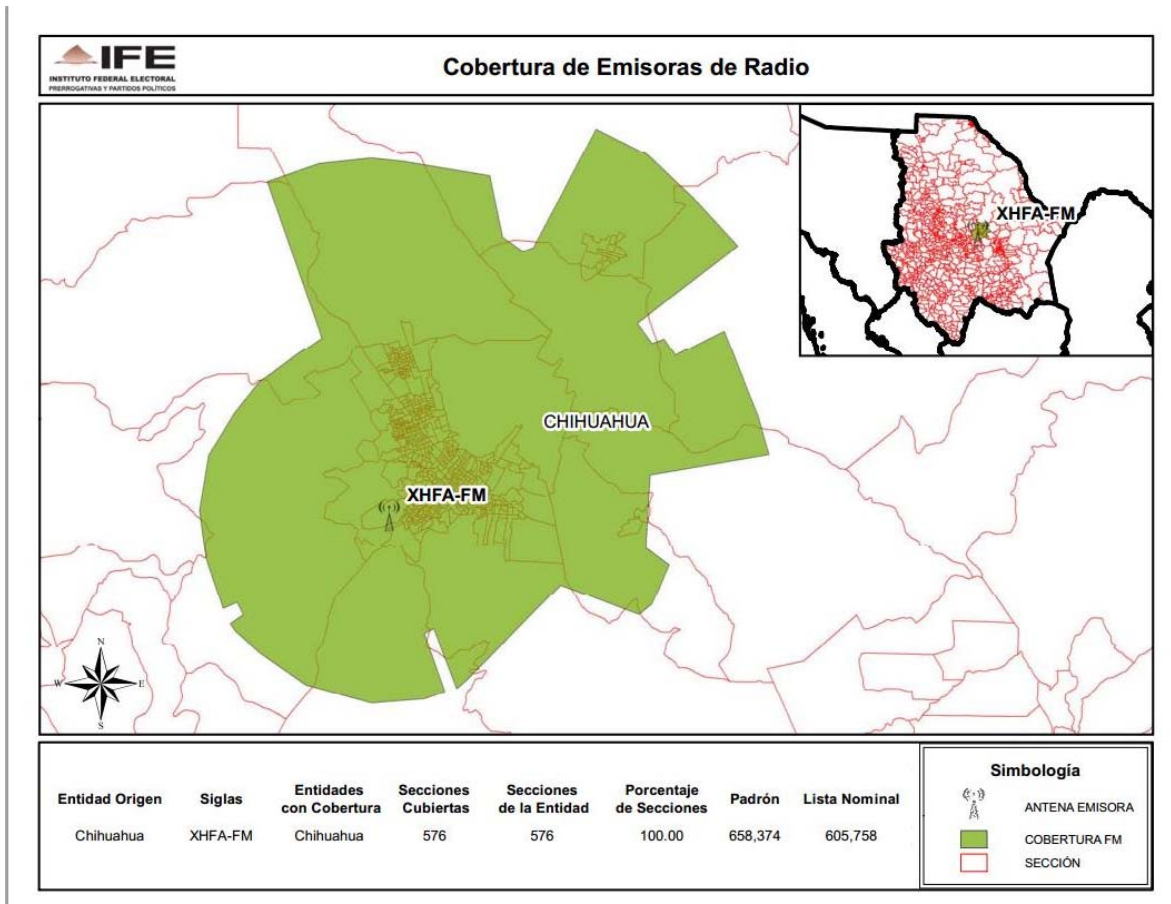 IFE
INSTITUTO FEDERAL ELECTORAL
PRERROGATIVAS Y PARTIDOS POLÍTICOS
Cobertura de Emisoras de Radio
XHFA-FM
CHIHUAHUA
XHFA-FM
N
W E
S
Entidad Origen Siglas Entidades con Cobertura Secciones Cubiertas Secciones de la Entidad Porcentaje de Secciones Padrón Lista Nominal
Chihuahua XHFA-FM Chihuahua 576 576 100.00 658,374 605,758
Simbología
ANTENA EMISORA
COBERTURA FM
SECCIÓN